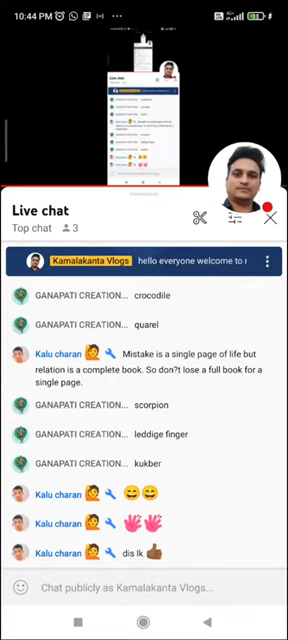 10:44 PM
4G
Live chat
Top chat 3
Kamalakanta Vlogs hello everyone welcome to
GANAPATI CREATION... crocodile
GANAPATI CREATION... quarel
Kalu charan Mistake is a single page of life but
relation is a complete book. So don?t lose a full book for a
single page.
GANAPATI CREATION... scorpion
GANAPATI CREATION... leddige finger
GANAPATI CREATION... kukber
Kalu charan 😄😄
Kalu charan 👋👋
Kalu charan dis lk 👍
Chat publicly as Kamalakanta Vlogs...